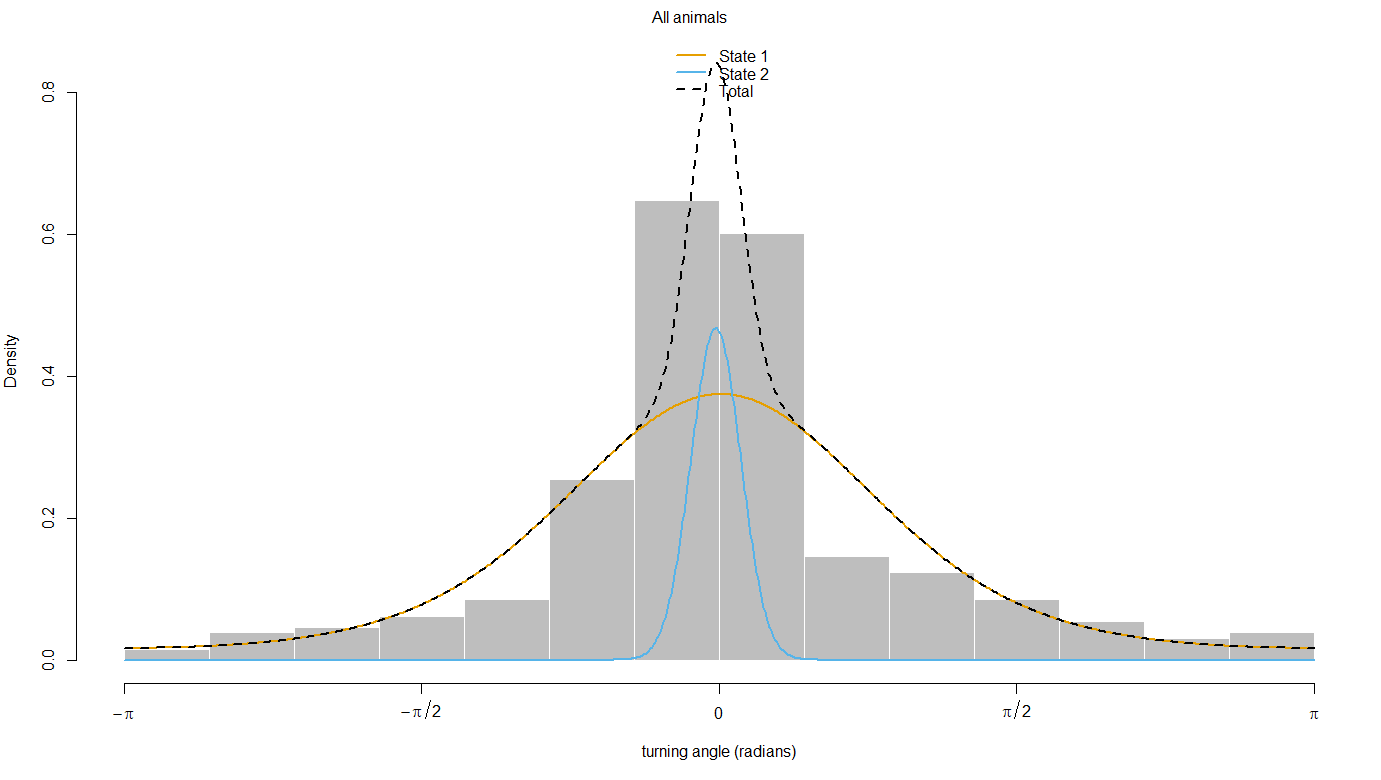 All animals
State 1
State 2
Total
Density
0.8
0.6
0.4
0.2
0.0
−π
−π/2
0
π/2
π
turning angle (radians)